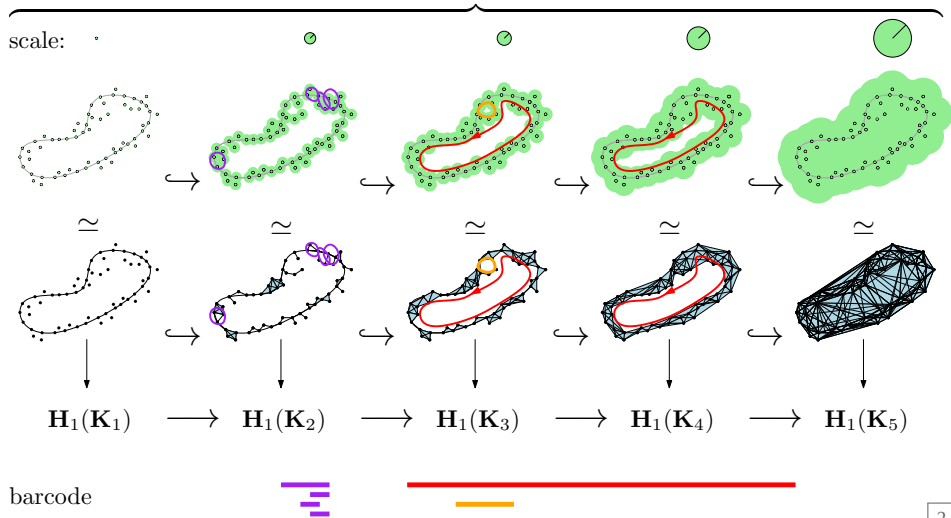 scale:
↪ ↪ ↪ ↪
≃ ≃ ≃ ≃ ≃
↪ ↪ ↪ ↪
H₁(K₁) ⟶ H₁(K₂) ⟶ H₁(K₃) ⟶ H₁(K₄) ⟶ H₁(K₅)
barcode